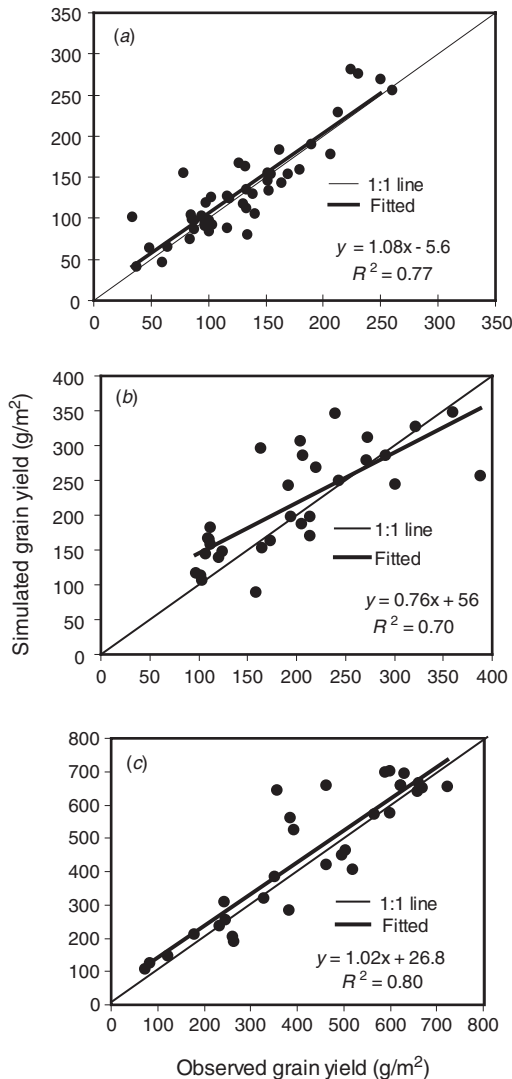 350
(a)
300
250
200
150
1:1 line
Fitted
100
y = 1.08x - 5.6
50
R² = 0.77
0
0 50 100 150 200 250 300 350
Simulated grain yield (g/m²)
400
(b)
350
300
250
200
1:1 line
150
Fitted
100
y = 0.76x + 56
50
R² = 0.70
0
0 50 100 150 200 250 300 350 400
800
(c)
700
600
500
400
300
1:1 line
Fitted
200
y = 1.02x + 26.8
100
R² = 0.80
0
0 100 200 300 400 500 600 700 800
Observed grain yield (g/m²)